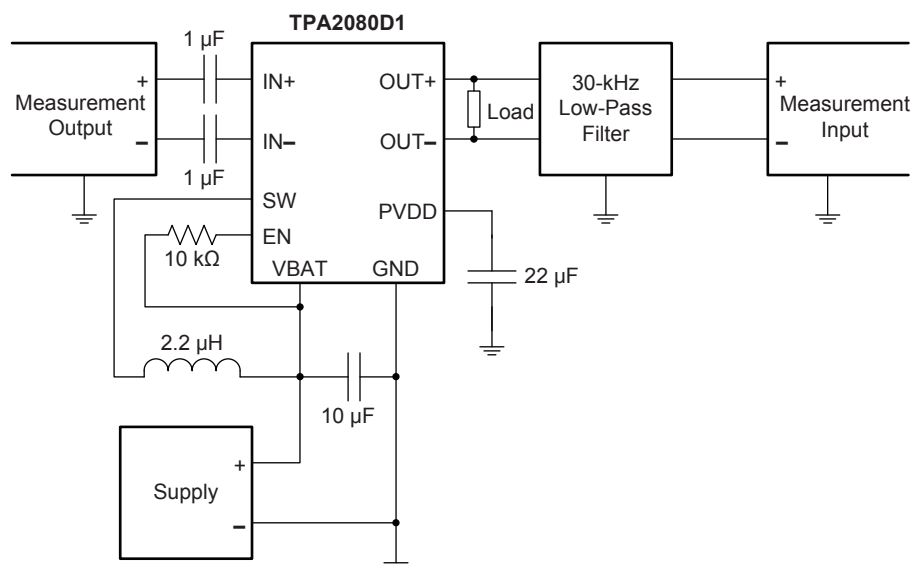 TPA2080D1
1 µF
Measurement
Output
+
–
1 µF
IN+
IN–
SW
EN
10 kΩ
VBAT
GND
OUT+
OUT–
PVDD
Load
30-kHz
Low-Pass
Filter
+
–
Measurement
Input
22 µF
2.2 µH
10 µF
Supply
+
–